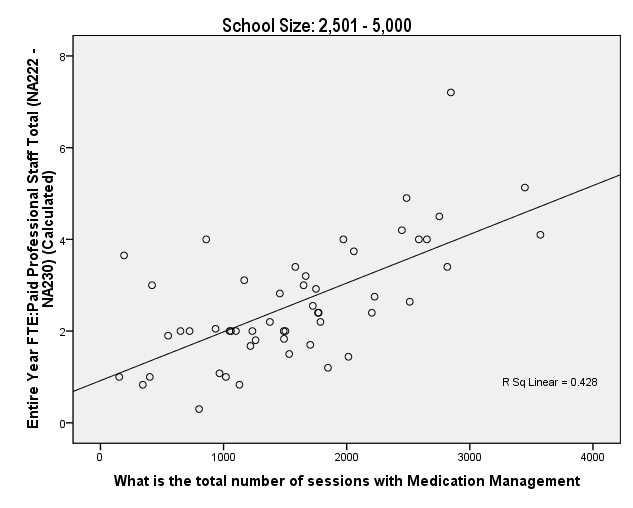 School Size: 2,501 - 5,000
Entire Year FTE:Paid Professional Staff Total (NA222 -
NA230) (Calculated)
8
6
4
2
0
R Sq Linear = 0.428
0 1000 2000 3000 4000
What is the total number of sessions with Medication Management